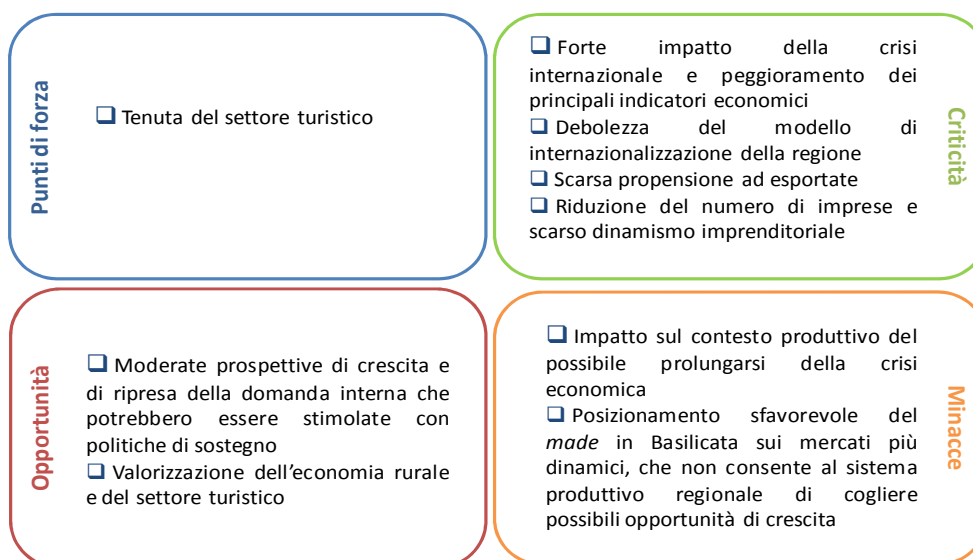 Punti di forza
❑ Tenuta del settore turistico
❑ Forte impatto della crisi
internazionale e peggioramento dei
principali indicatori economici
❑ Debolezza del modello di
internazionalizzazione della regione
❑ Scarsa propensione ad esportate
❑ Riduzione del numero di imprese e
scarso dinamismo imprenditoriale
Criticità
Opportunità
❑ Moderate prospettive di crescita e
di ripresa della domanda interna che
potrebbero essere stimolate con
politiche di sostegno
❑ Valorizzazione dell'economia rurale
e del settore turistico
❑ Impatto sul contesto produttivo del
possibile prolungarsi della crisi
economica
❑ Posizionamento sfavorevole del
made in Basilicata sui mercati più
dinamici, che non consente al sistema
produttivo regionale di cogliere
possibili opportunità di crescita
Minacce